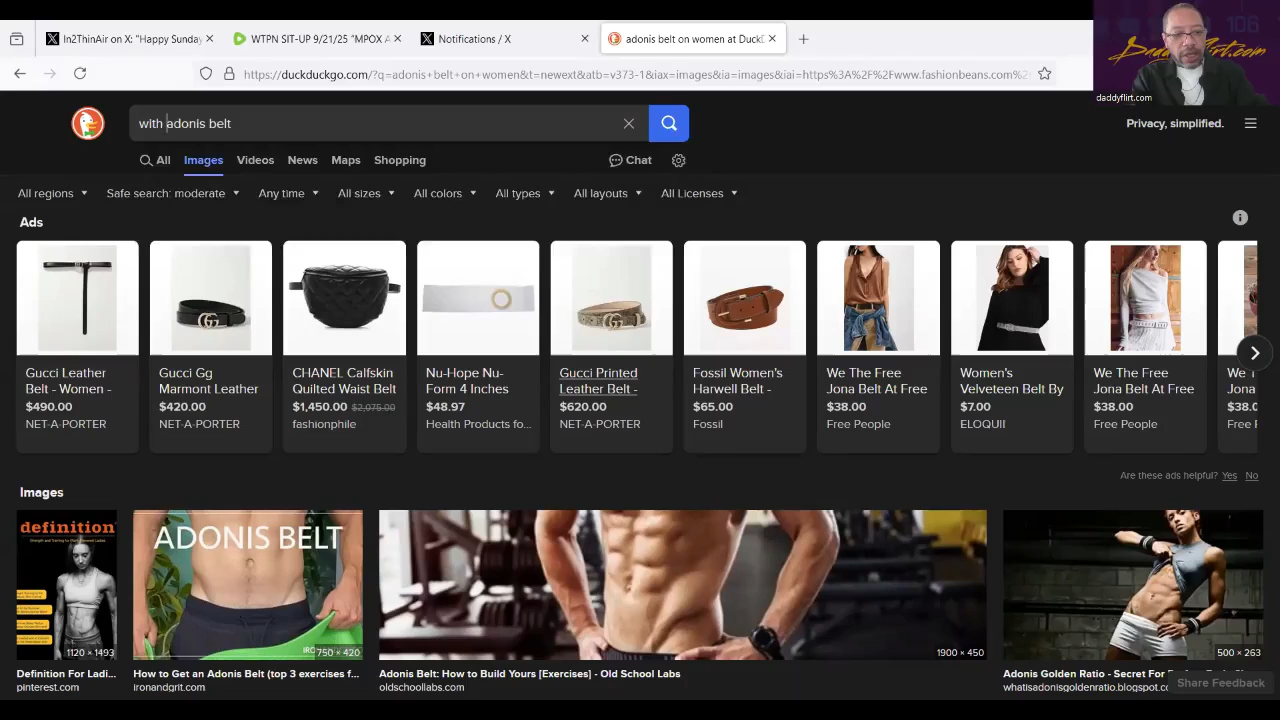 106
DaddyFlirt.com
daddyflirt.com
In2ThinAir on X: "Happy Sunday
WTPN SIT-UP 9/21/25 "MPOX A
Notifications / X
adonis belt on women at DuckD
https://duckduckgo.com/?q=adonis+belt+on+women&t=newext&atb=v373-1&iax=images&ia=images&iai=https%3A%2F%2Fwww.fashionbeans.com%2
with adonis belt
Privacy, simplified.
All Images Videos News Maps Shopping Chat
All regions Safe search: moderate Any time All sizes All colors All types All layouts All Licenses
Ads
Gucci Leather
Belt - Women -
$490.00
NET-A-PORTER
Gucci Gg
Marmont Leather
$420.00
NET-A-PORTER
CHANEL Calfskin
Quilted Waist Belt
$1,450.00 $2,075.00
fashionphile
Nu-Hope Nu-
Form 4 Inches
$48.97
Health Products fo...
Gucci Printed
Leather Belt -
$620.00
NET-A-PORTER
Fossil Women's
Harwell Belt -
$65.00
Fossil
We The Free
Jona Belt At Free
$38.00
Free People
Women's
Velveteen Belt By
$7.00
ELOQUII
We The Free
Jona Belt At Free
$38.00
Free People
We T
Jona
$38.0
Free F
Are these ads helpful? Yes No
Images
definition
1120 × 1493
Definition For Ladi...
pinterest.com
ADONIS BELT
750 × 420
How to Get an Adonis Belt (top 3 exercises f...
ironandgrit.com
1900 × 450
Adonis Belt: How to Build Yours [Exercises] - Old School Labs
oldschoollabs.com
500 × 263
Adonis Golden Ratio - Secret For
whatisadonisgoldenratio.blogspot.co
Share Feedback